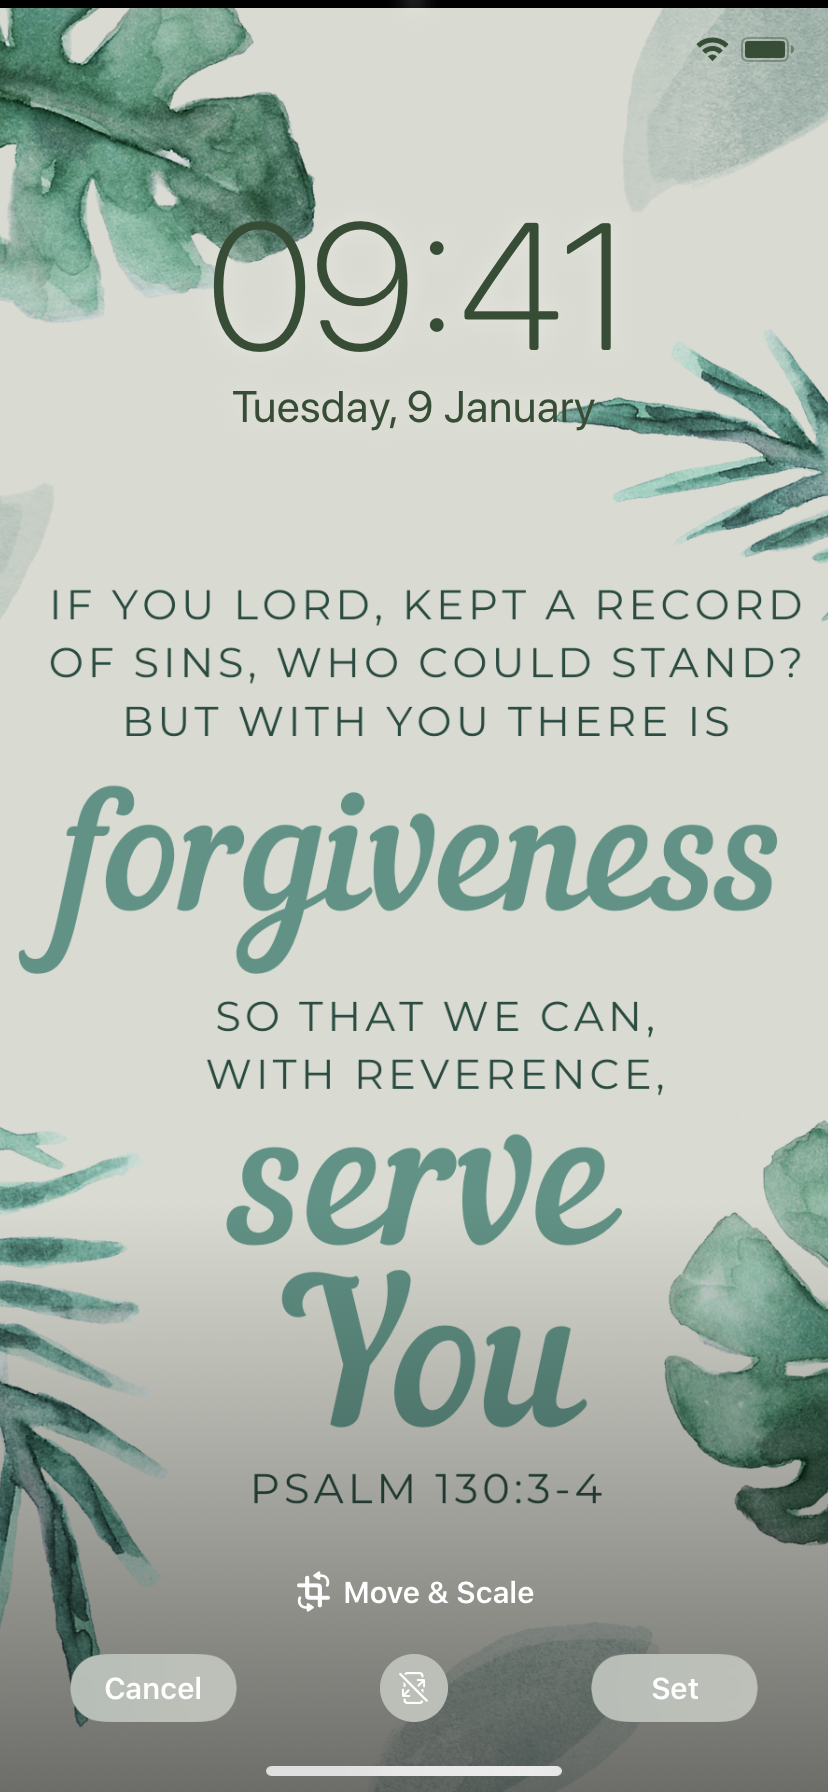 09:41
Tuesday, 9 January
IF YOU LORD, KEPT A RECORD
OF SINS, WHO COULD STAND?
BUT WITH YOU THERE IS
forgiveness
SO THAT WE CAN,
WITH REVERENCE,
serve
You
PSALM 130:3-4
Move & Scale
Cancel
Set